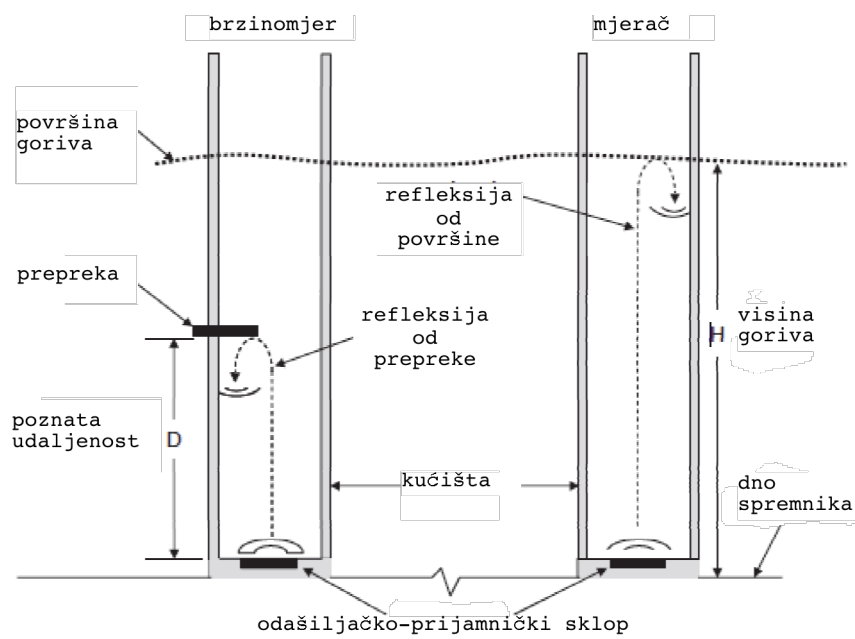 brzinomjer
mjerač
površina
goriva
refleksija
od
površine
prepreka
refleksija
od
prepreke
H
visina
goriva
poznata
udaljenost
D
kućišta
dno
spremnika
odašiljačko-prijamnički sklop